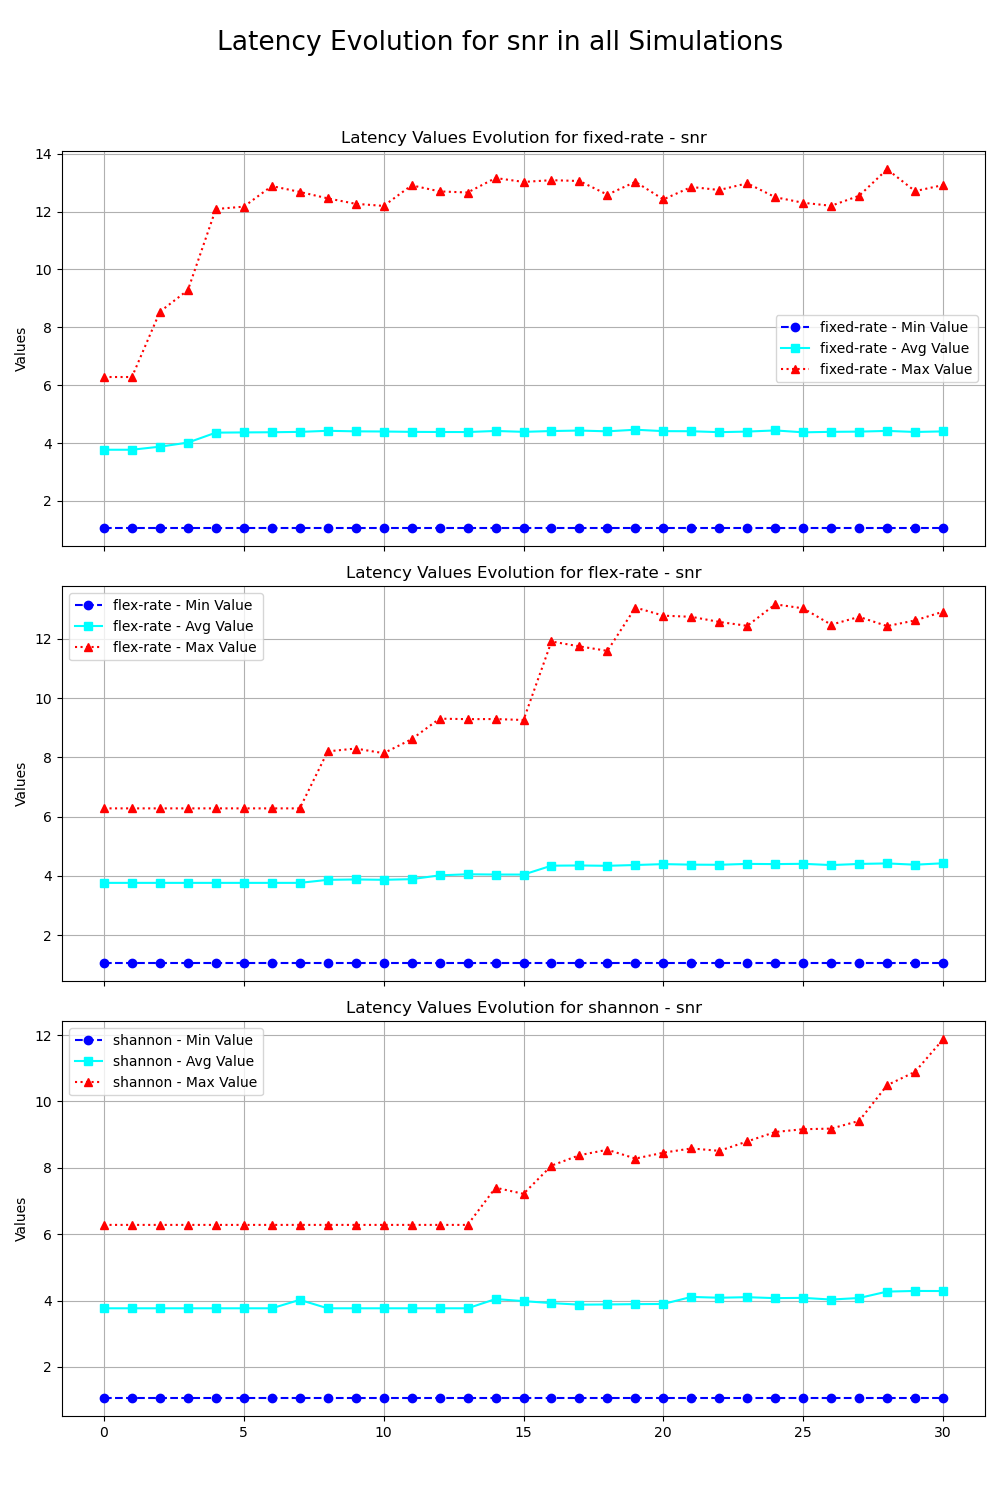 Latency Evolution for snr in all Simulations
Latency Values Evolution for fixed-rate - snr
14
12
10
8
6
4
2
Values
fixed-rate - Min Value
fixed-rate - Avg Value
fixed-rate - Max Value
Latency Values Evolution for flex-rate - snr
flex-rate - Min Value
flex-rate - Avg Value
flex-rate - Max Value
12
10
8
6
4
2
Values
Latency Values Evolution for shannon - snr
shannon - Min Value
shannon - Avg Value
shannon - Max Value
12
10
8
6
4
2
Values
0 5 10 15 20 25 30